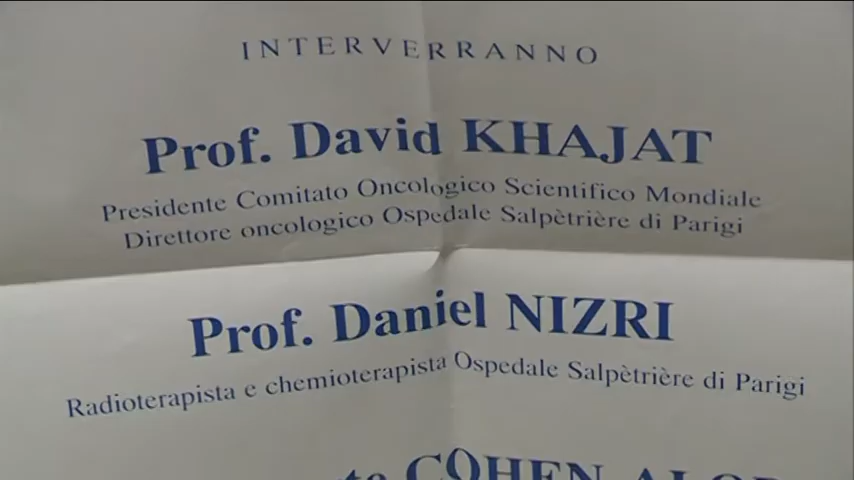 INTERVERRANNO
Prof. David KHAJAT
Presidente Comitato Oncologico Scientifico Mondiale
Direttore oncologico Ospedale Salpètrière di Parigi
Prof. Daniel NIZRI
Radioterapista e chemioterapista Ospedale Salpètrière di Parigi
COHEN